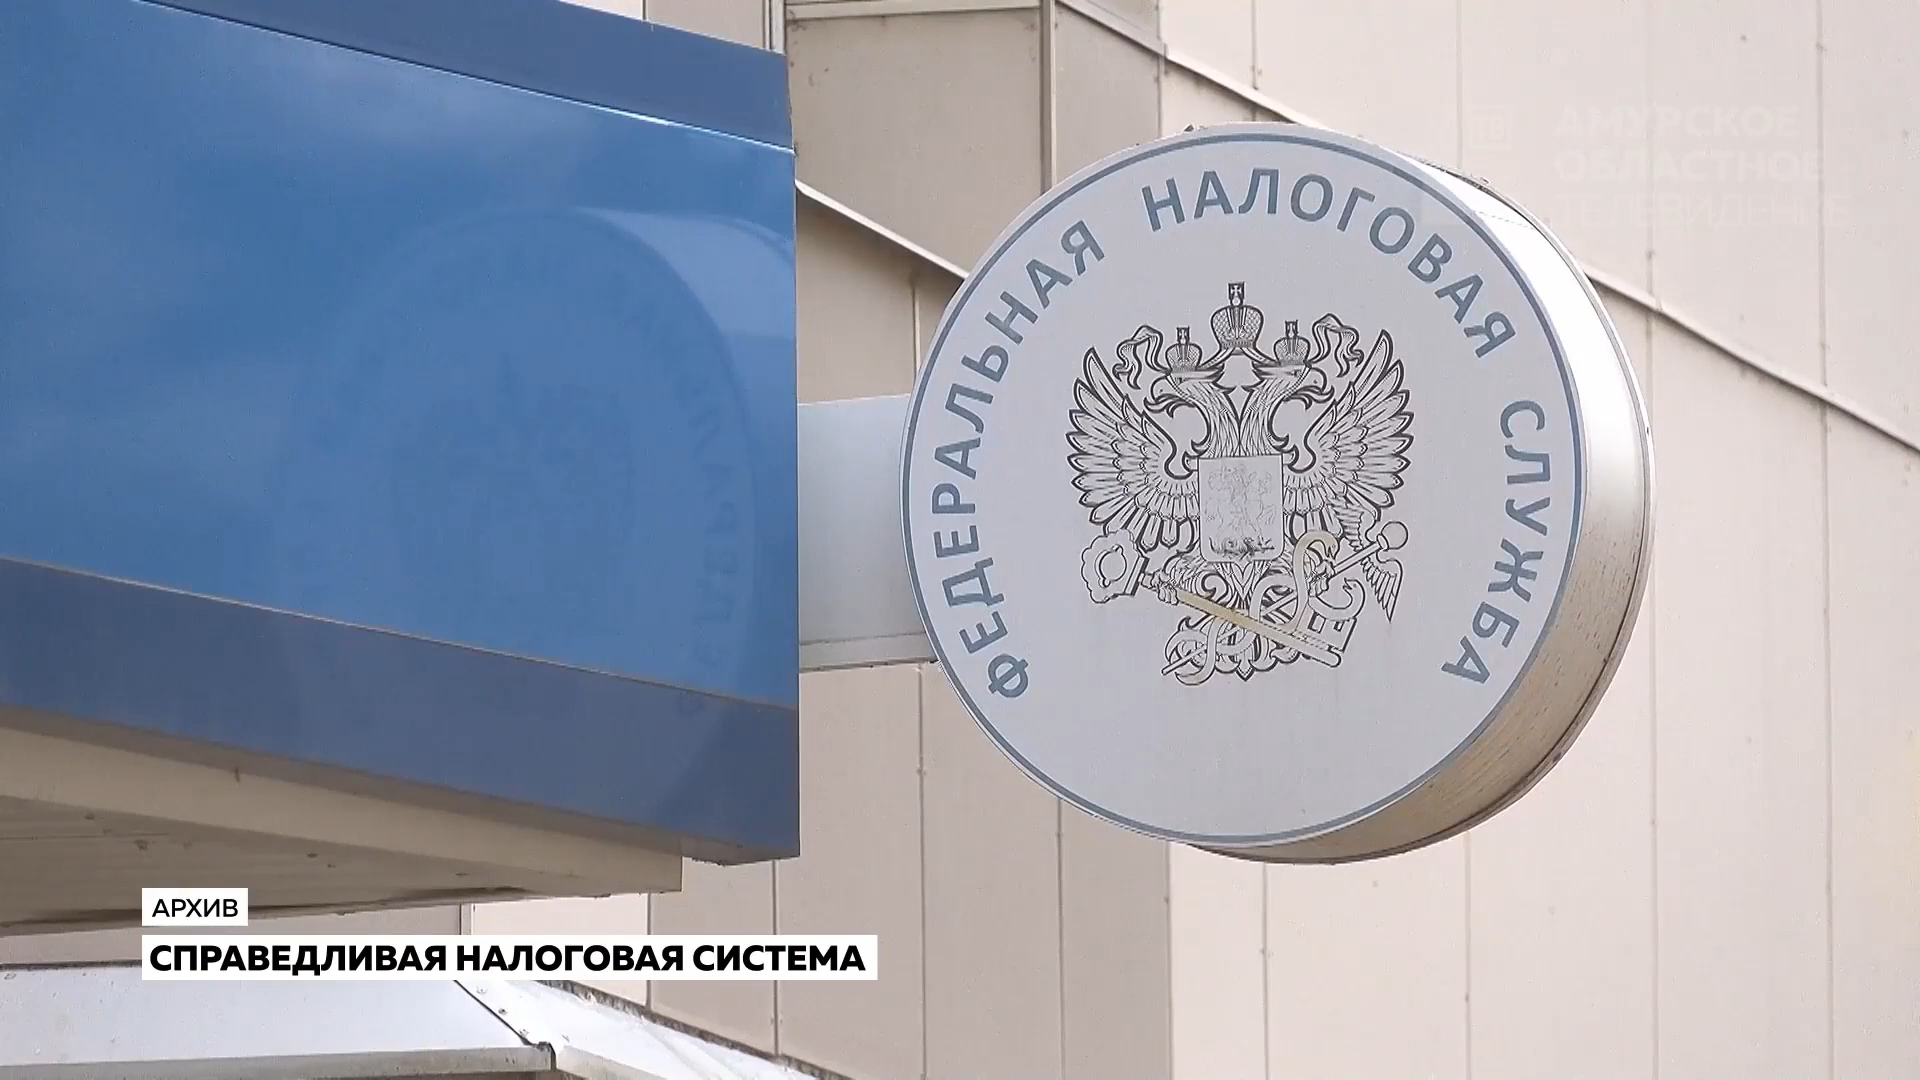 АМУРСКОЕ
ОБЛАСТНОЕ
ТЕЛЕВИДЕНИЕ
ФЕДЕРАЛЬНАЯ НАЛОГОВАЯ СЛУЖБА
АРХИВ
СПРАВЕДЛИВАЯ НАЛОГОВАЯ СИСТЕМА